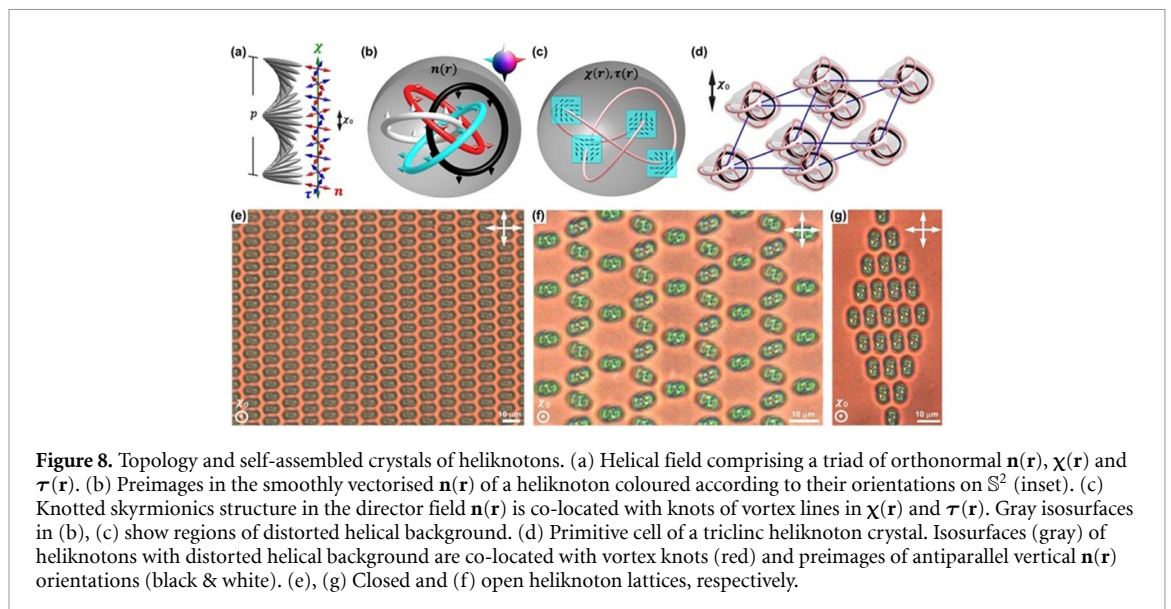 (a)
χ
p
χ₀
τ
n
(b)
n(r)
(c)
χ(r), τ(r)
(d)
χ₀
(e)
χ₀
10 μm
(f)
χ₀
10 μm
(g)
χ₀
10 μm
Figure 8. Topology and self-assembled crystals of heliknotons. (a) Helical field comprising a triad of orthonormal n(r), χ(r) and
τ(r). (b) Preimages in the smoothly vectorised n(r) of a heliknoton coloured according to their orientations on 𝕊² (inset). (c)
Knotted skyrmionics structure in the director field n(r) is co-located with knots of vortex lines in χ(r) and τ(r). Gray isosurfaces
in (b), (c) show regions of distorted helical background. (d) Primitive cell of a triclinc heliknoton crystal. Isosurfaces (gray) of
heliknotons with distorted helical background are co-located with vortex knots (red) and preimages of antiparallel vertical n(r)
orientations (black & white). (e), (g) Closed and (f) open heliknoton lattices, respectively.